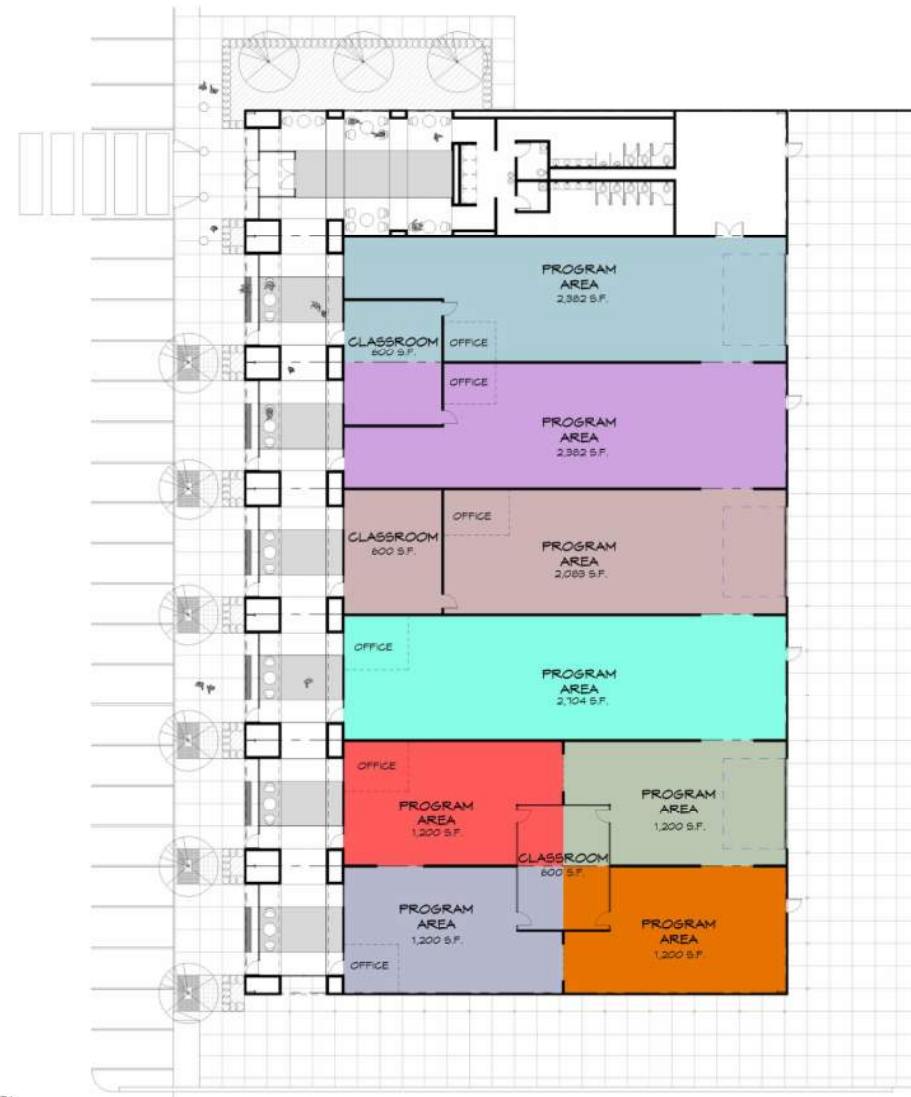 PROGRAM
AREA
2,382 S.F.
CLASSROOM
600 S.F.
OFFICE
OFFICE
PROGRAM
AREA
2,382 S.F.
OFFICE
CLASSROOM
600 S.F.
PROGRAM
AREA
2,083 S.F.
OFFICE
PROGRAM
AREA
2,704 S.F.
OFFICE
PROGRAM
AREA
1,200 S.F.
PROGRAM
AREA
1,200 S.F.
CLASSROOM
600 S.F.
PROGRAM
AREA
1,200 S.F.
OFFICE
PROGRAM
AREA
1,200 S.F.